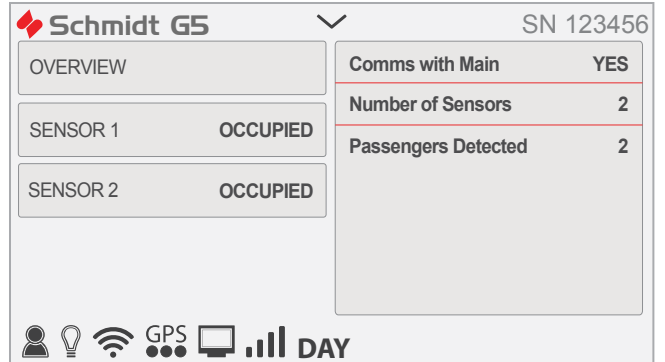 Schmidt G5 SN 123456
OVERVIEW
SENSOR 1 OCCUPIED
SENSOR 2 OCCUPIED
Comms with Main YES
Number of Sensors 2
Passengers Detected 2
GPS DAY